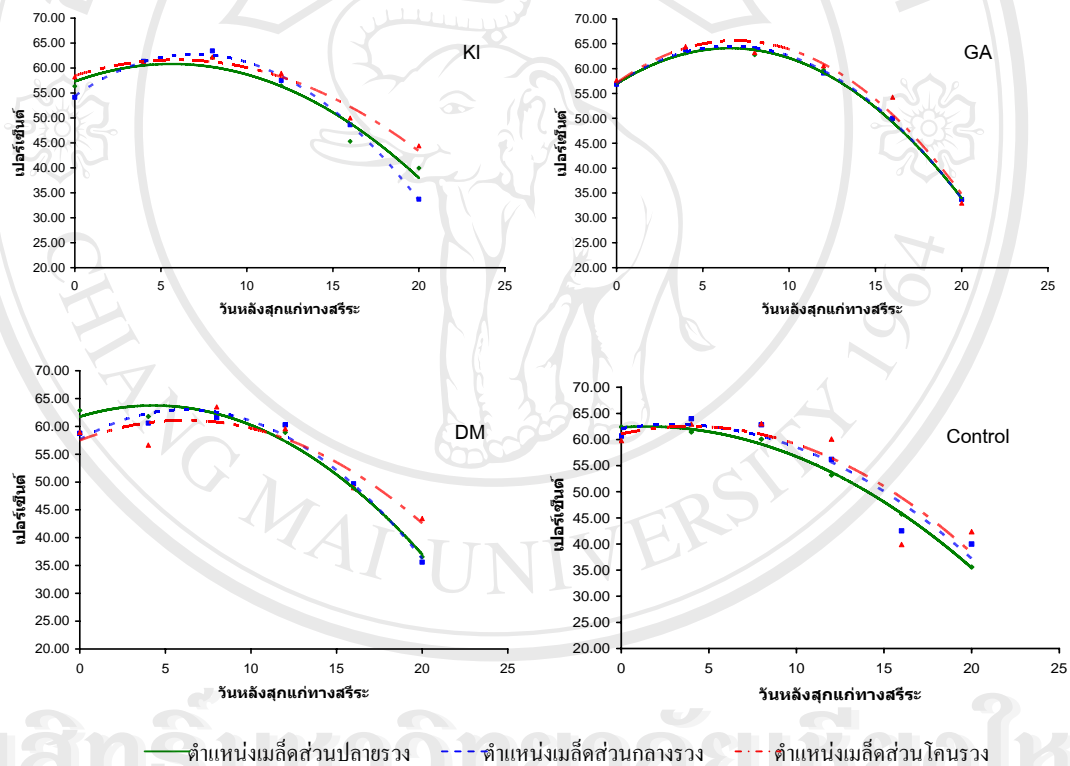 KI
70.00
65.00
60.00
55.00
50.00
45.00
40.00
35.00
30.00
25.00
20.00
0 5 10 15 20 25
เปอร์เซ็นต์
วันหลังสุกแก่ทางสรีระ
GA
70.00
65.00
60.00
55.00
50.00
45.00
40.00
35.00
30.00
25.00
20.00
0 5 10 15 20 25
เปอร์เซ็นต์
วันหลังสุกแก่ทางสรีระ
DM
70.00
65.00
60.00
55.00
50.00
45.00
40.00
35.00
30.00
25.00
20.00
0 5 10 15 20 25
เปอร์เซ็นต์
วันหลังสุกแก่ทางสรีระ
Control
70.00
65.00
60.00
55.00
50.00
45.00
40.00
35.00
30.00
25.00
20.00
0 5 10 15 20 25
เปอร์เซ็นต์
วันหลังสุกแก่ทางสรีระ
ตำแหน่งเมล็ดส่วนปลายรวง ตำแหน่งเมล็ดส่วนกลางรวง ตำแหน่งเมล็ดส่วนโคนรวง
CHIANG MAI UNIVERSITY 1964